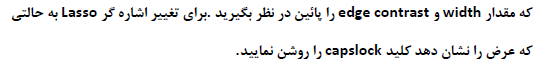 که مقدار width و edge contrast را پائین در نظر بگیرید .برای تغییر اشاره گر Lasso به حالتی
که عرض را نشان دهد کلید capslock را روشن نمایید.